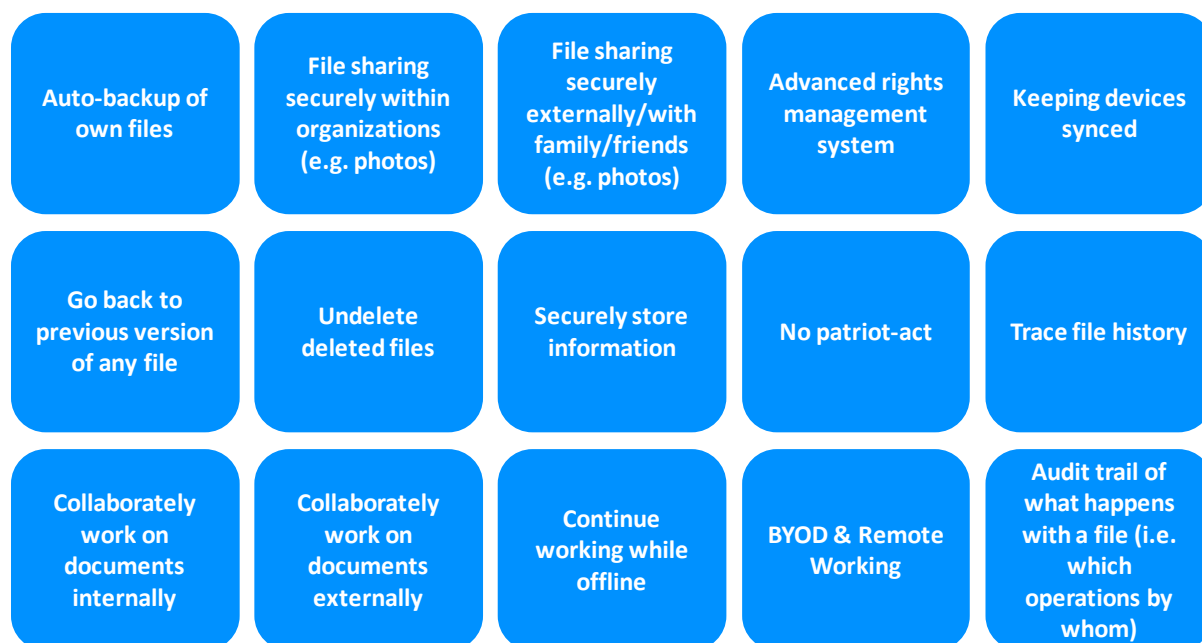 Auto-backup of
own files
File sharing
securely within
organizations
(e.g. photos)
File sharing
securely
externally/with
family/friends
(e.g. photos)
Advanced rights
management
system
Keeping devices
synced
Go back to
previous version
of any file
Undelete
deleted files
Securely store
information
No patriot-act
Trace file history
Collaborately
work on
documents
internally
Collaborately
work on
documents
externally
Continue
working while
offline
BYOD & Remote
Working
Audit trail of
what happens
with a file (i.e.
which
operations by
whom)